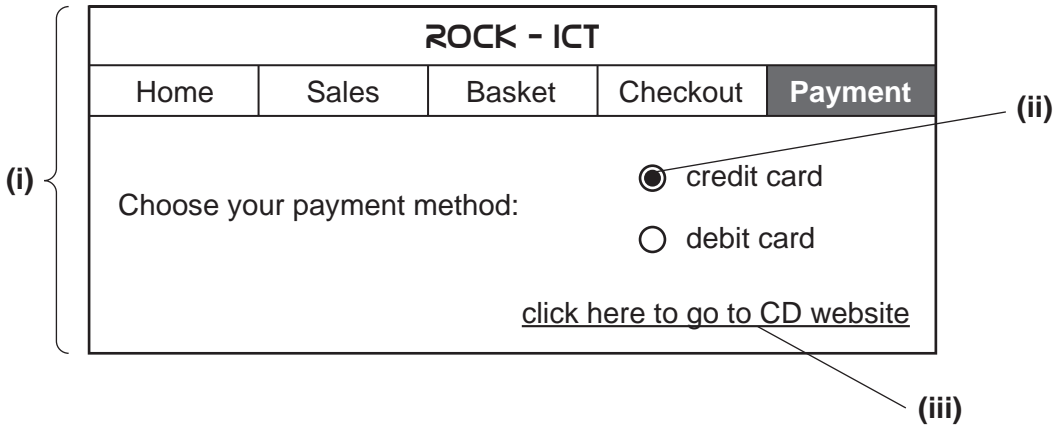 ROCK - ICT
Home Sales Basket Checkout Payment
(ii)
(i)
credit card
Choose your payment method:
debit card
click here to go to CD website
(iii)